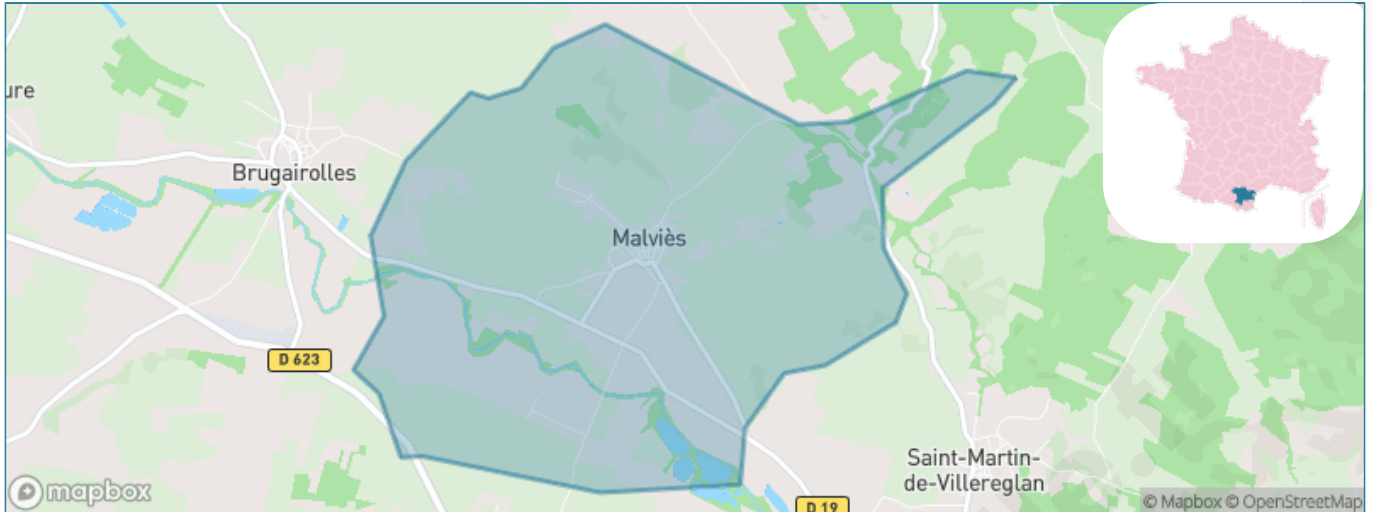 ure
Brugairolles
Malviès
D 623
Saint-Martin-
de-Villereglan
D 19
mapbox
© Mapbox © OpenStreetMap